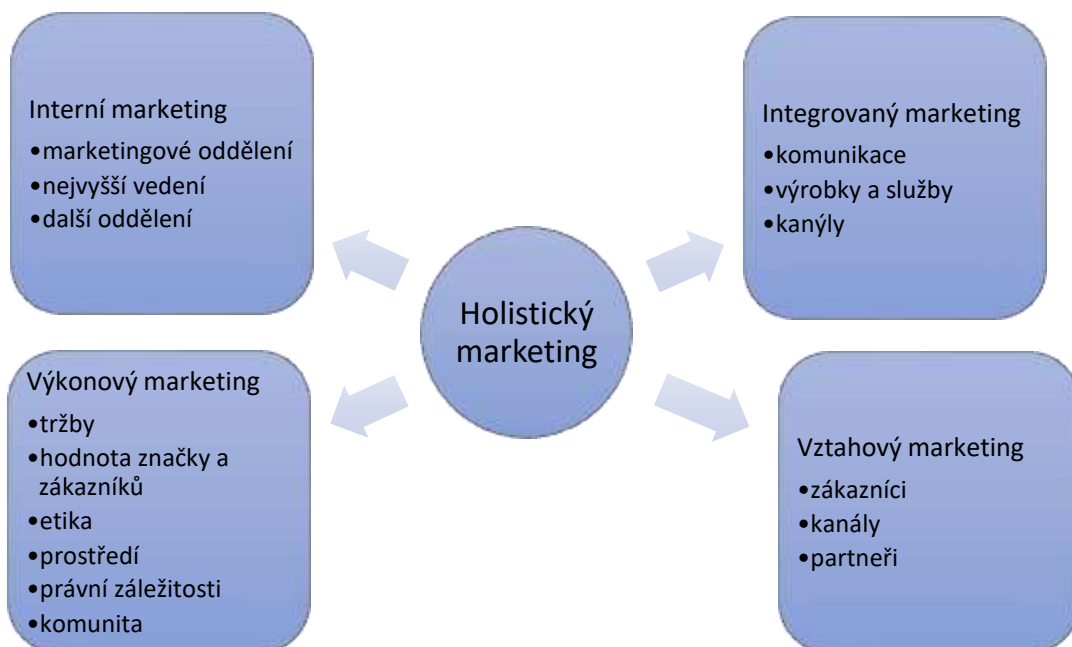 Interní marketing
•marketingové oddělení
•nejvyšší vedení
•další oddělení
Integrovaný marketing
•komunikace
•výrobky a služby
•kanýly
Holistický
marketing
Výkonový marketing
•tržby
•hodnota značky a
zákazníků
•etika
•prostředí
•právní záležitosti
•komunita
Vztahový marketing
•zákazníci
•kanály
•partneři